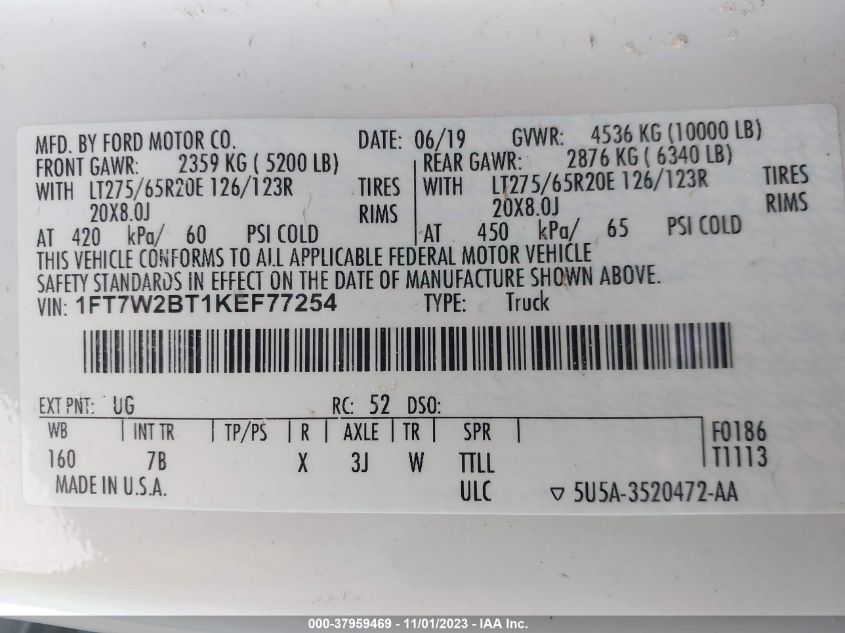 MFD. BY FORD MOTOR CO. DATE: 06/19 GVWR: 4536 KG (10000 LB)
FRONT GAWR: 2359 KG ( 5200 LB) REAR GAWR: 2876 KG ( 6340 LB)
WITH LT275/65R20E 126/123R TIRES WITH LT275/65R20E 126/123R TIRES
20X8.0J RIMS 20X8.0J RIMS
AT 420 kPa/ 60 PSI COLD AT 450 kPa/ 65 PSI COLD
THIS VEHICLE CONFORMS TO ALL APPLICABLE FEDERAL MOTOR VEHICLE
SAFETY STANDARDS IN EFFECT ON THE DATE OF MANUFACTURE SHOWN ABOVE.
VIN: 1FT7W2BT1KEF77254 TYPE: Truck
EXT PNT: UG RC: 52 DSO:
WB INT TR TP/PS R AXLE TR SPR F0186
160 7B X 3J W TTLL T1113
MADE IN U.S.A. ULC ▽ 5U5A-3520472-AA
000-37959469 - 11/01/2023 - IAA Inc.